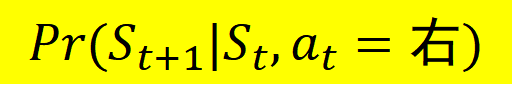 Pr(S_{t+1}|S_t, a_t = 右)